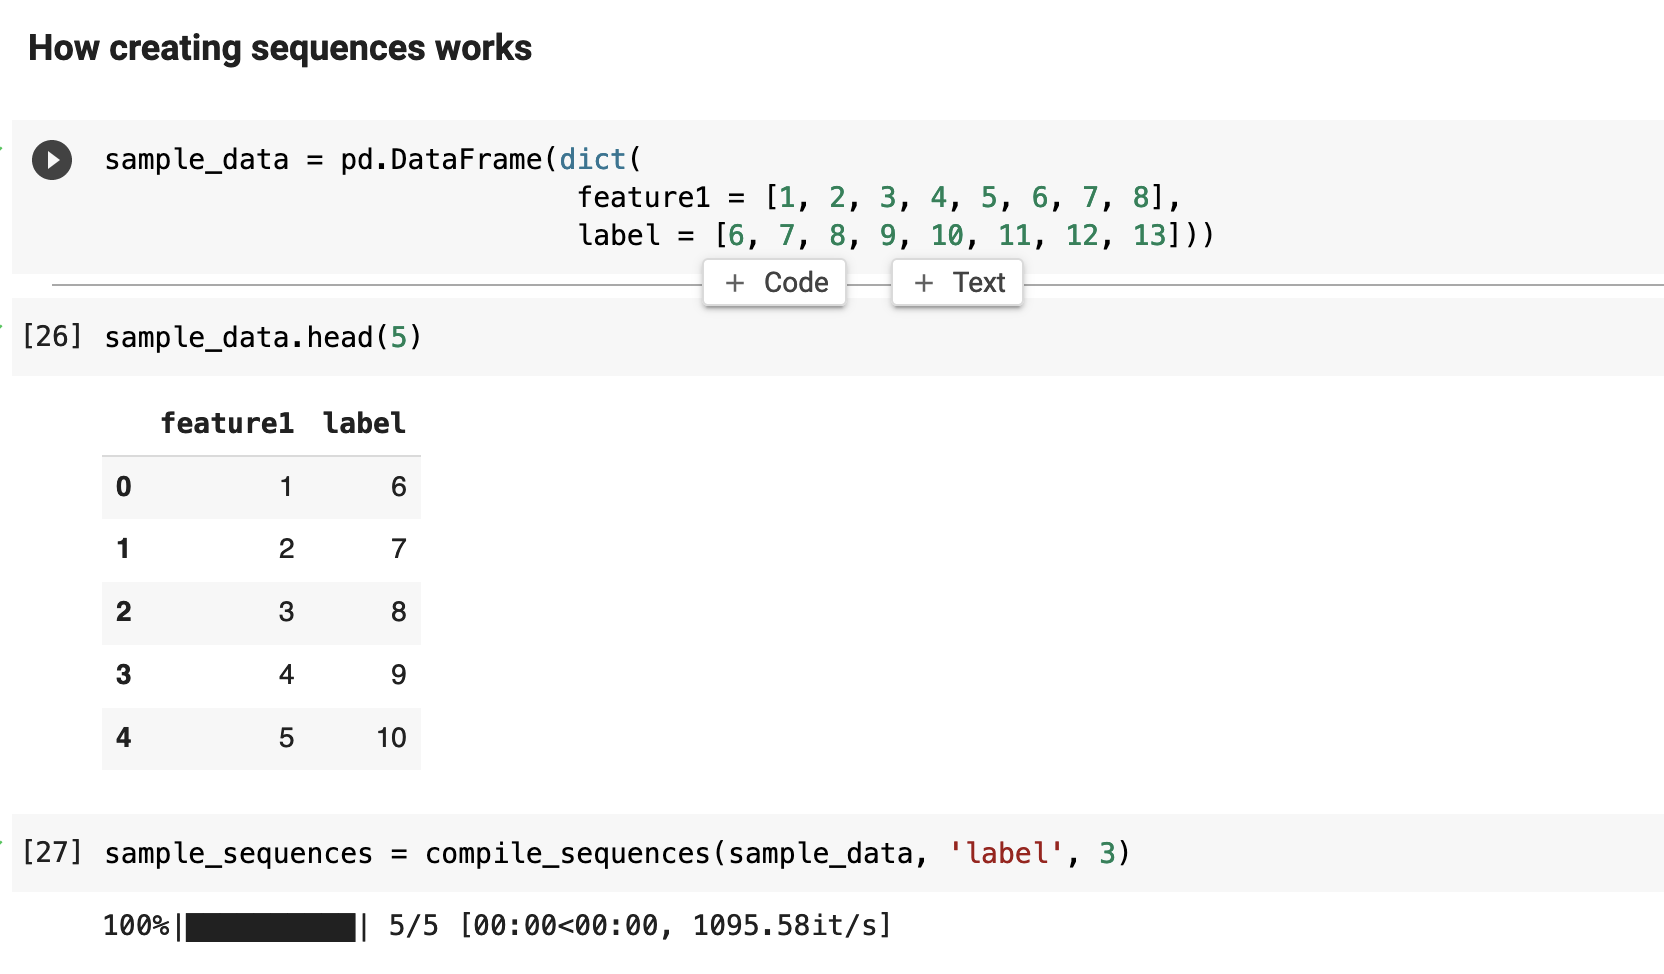 How creating sequences works
sample_data = pd.DataFrame(dict(
feature1 = [1, 2, 3, 4, 5, 6, 7, 8],
label = [6, 7, 8, 9, 10, 11, 12, 13]))
+ Code + Text
[26] sample_data.head(5)
feature1 label
0 1 6
1 2 7
2 3 8
3 4 9
4 5 10
[27] sample_sequences = compile_sequences(sample_data, 'label', 3)
100%|██████████| 5/5 [00:00<00:00, 1095.58it/s]